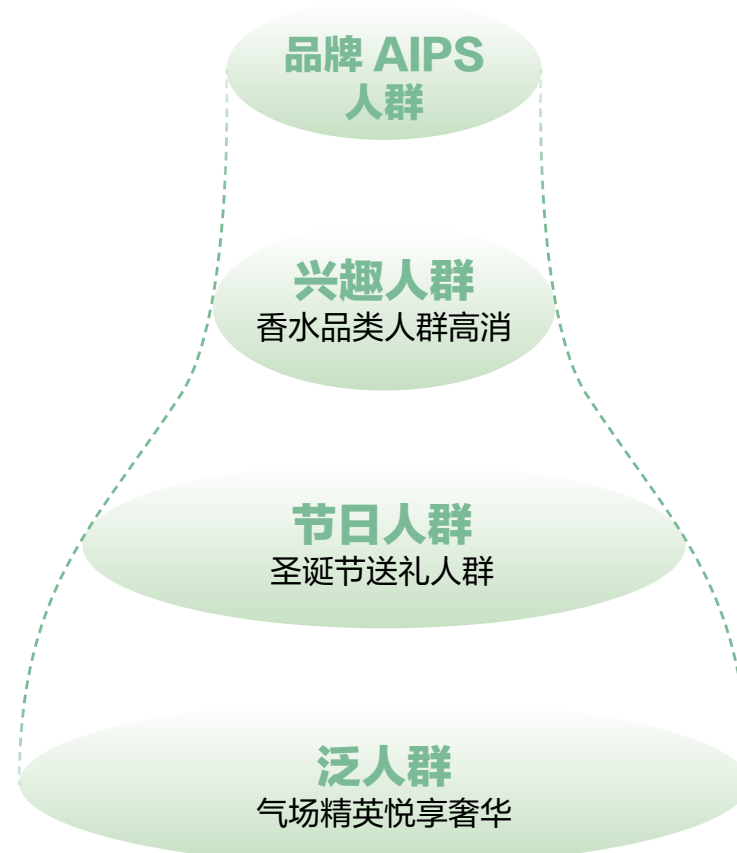 品牌 AIPS
人群
兴趣人群
香水品类人群高消
节日人群
圣诞节送礼人群
泛人群
气场精英悦享奢华